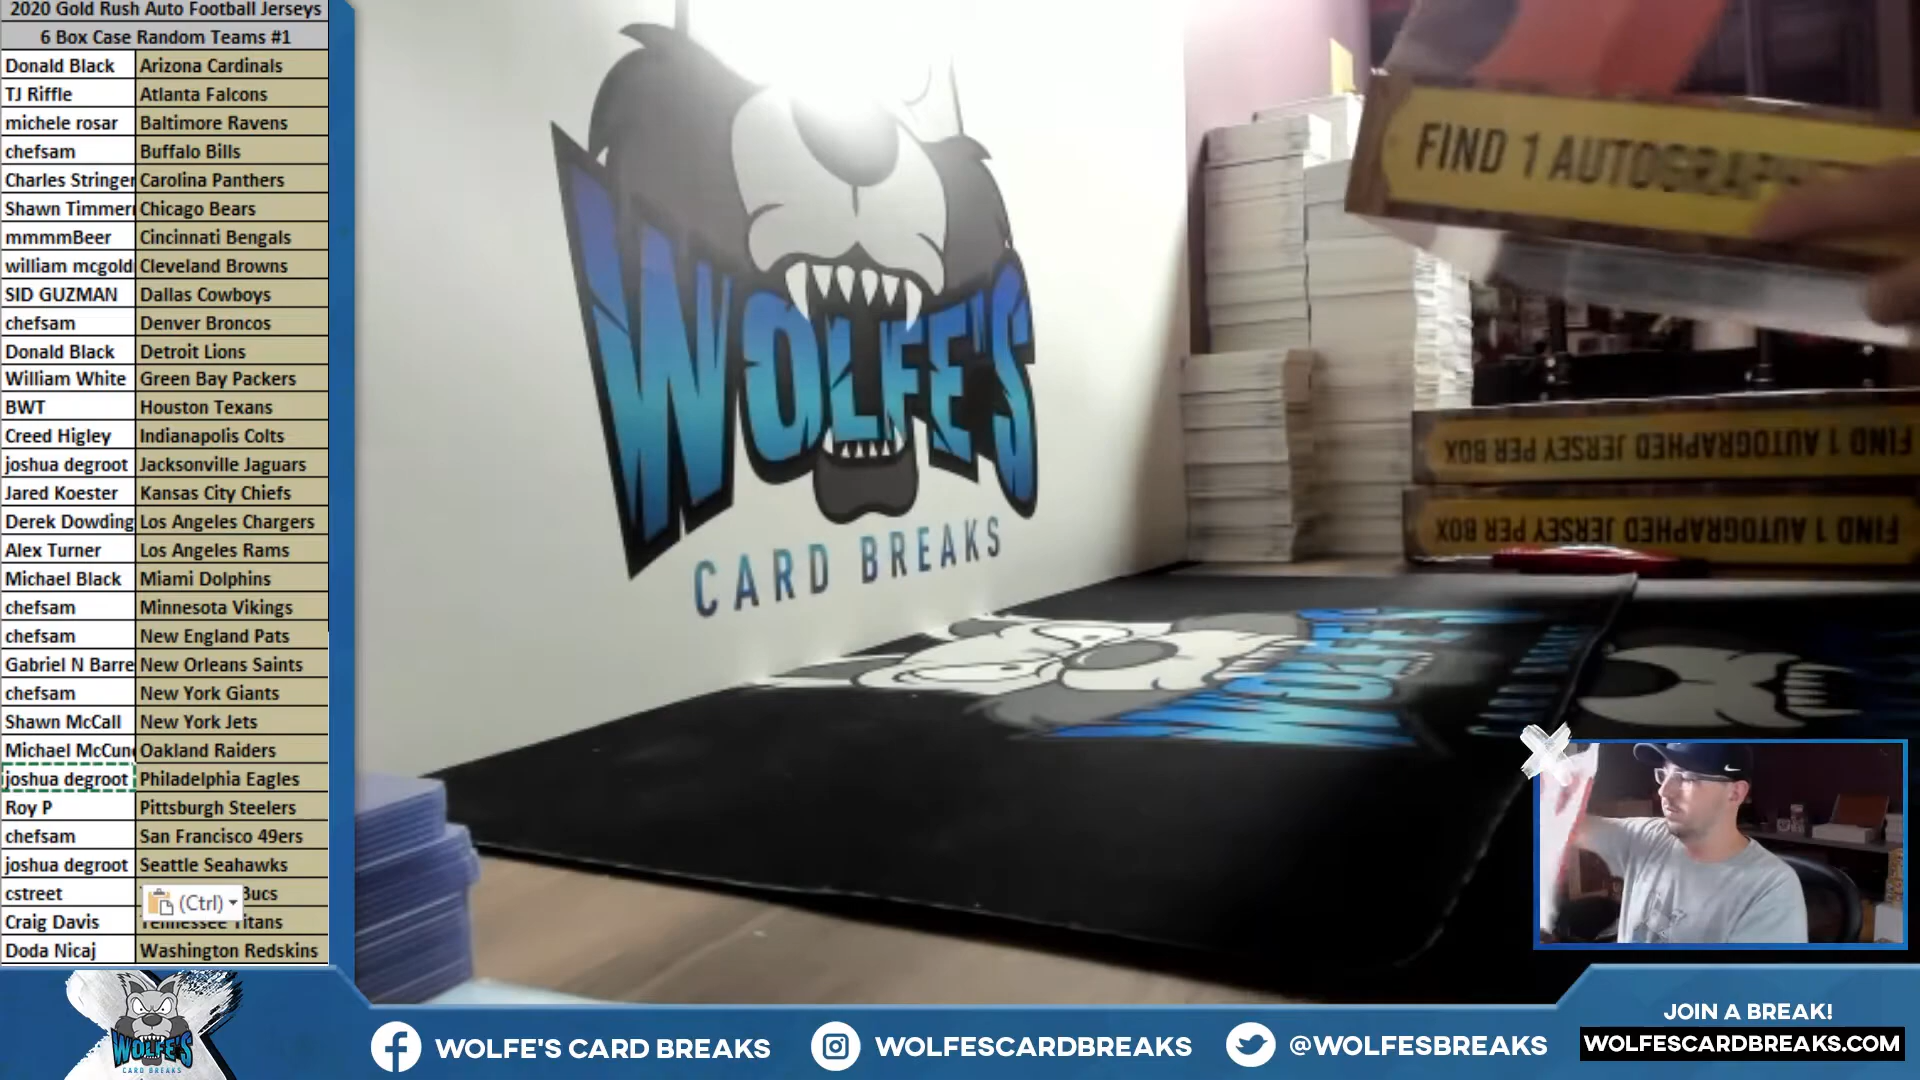 2020 Gold Rush Auto Football Jerseys
6 Box Case Random Teams #1
Donald Black Arizona Cardinals
TJ Riffle Atlanta Falcons
michele rosar Baltimore Ravens
chefsam Buffalo Bills
Charles Stringer Carolina Panthers
Shawn Timmer Chicago Bears
mmmmBeer Cincinnati Bengals
william mcgold Cleveland Browns
SID GUZMAN Dallas Cowboys
chefsam Denver Broncos
Donald Black Detroit Lions
William White Green Bay Packers
BWT Houston Texans
Creed Higley Indianapolis Colts
joshua degroot Jacksonville Jaguars
Jared Koester Kansas City Chiefs
Derek Dowding Los Angeles Chargers
Alex Turner Los Angeles Rams
Michael Black Miami Dolphins
chefsam Minnesota Vikings
chefsam New England Pats
Gabriel N Barre New Orleans Saints
chefsam New York Giants
Shawn McCall New York Jets
Michael McCun Oakland Raiders
joshua degroot Philadelphia Eagles
Roy P Pittsburgh Steelers
chefsam San Francisco 49ers
joshua degroot Seattle Seahawks
cstreet Bucs
(Ctrl)
Craig Davis Tennessee Titans
Doda Nicaj Washington Redskins
WOLFE'S
CARD BREAKS
FIND 1 AUTOGRAPH
FIND 1 AUTOGRAPHED JERSEY PER BOX
FIND 1 AUTOGRAPHED JERSEY PER BOX
WOLFE'S
CARD BREAKS
WOLFE'S
CARD BREAKS
WOLFE'S CARD BREAKS
WOLFESCARDBREAKS
@WOLFESBREAKS
JOIN A BREAK!
WOLFESCARDBREAKS.COM